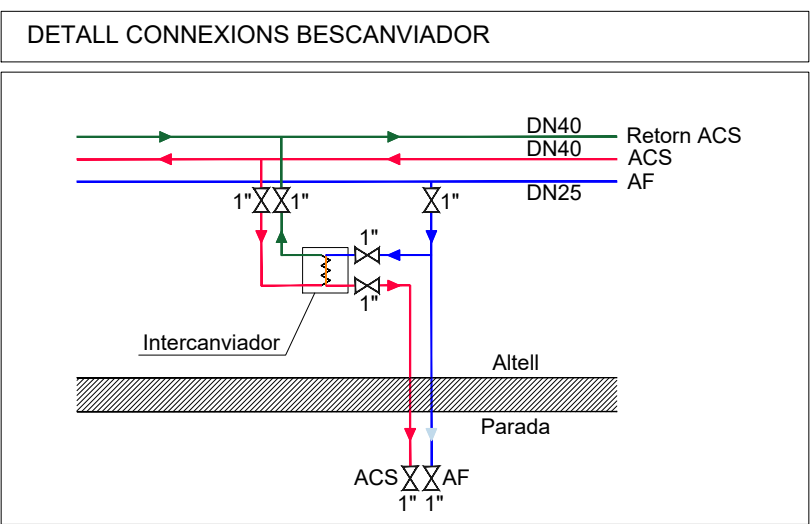 DETALL CONNEXIONS BESCANVIADOR
DN40
Retorn ACS
DN40
ACS
AF
DN25
1"
1"
1"
1"
1"
Intercanviador
Altell
Parada
ACS
AF
1"
1"